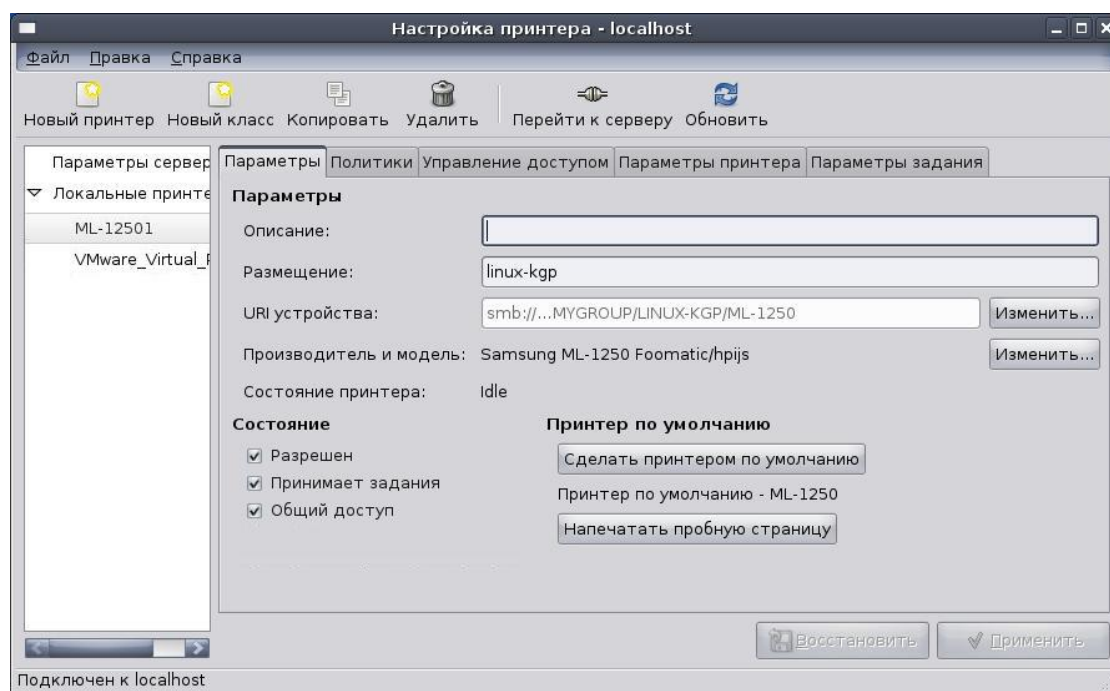 Настройка принтера - localhost
Файл Правка Справка
Новый принтер Новый класс Копировать Удалить Перейти к серверу Обновить
Параметры сервер
Локальные принте
ML-12501
VMware_Virtual_
Параметры Политики Управление доступом Параметры принтера Параметры задания
Параметры
Описание:
Размещение: linux-kgp
URI устройства: smb://...MYGROUP/LINUX-KGP/ML-1250 Изменить...
Производитель и модель: Samsung ML-1250 Foomatic/hpijs Изменить...
Состояние принтера: Idle
Состояние
Разрешен
Принимает задания
Общий доступ
Принтер по умолчанию
Сделать принтером по умолчанию
Принтер по умолчанию - ML-1250
Напечатать пробную страницу
Восстановить Применить
Подключен к localhost